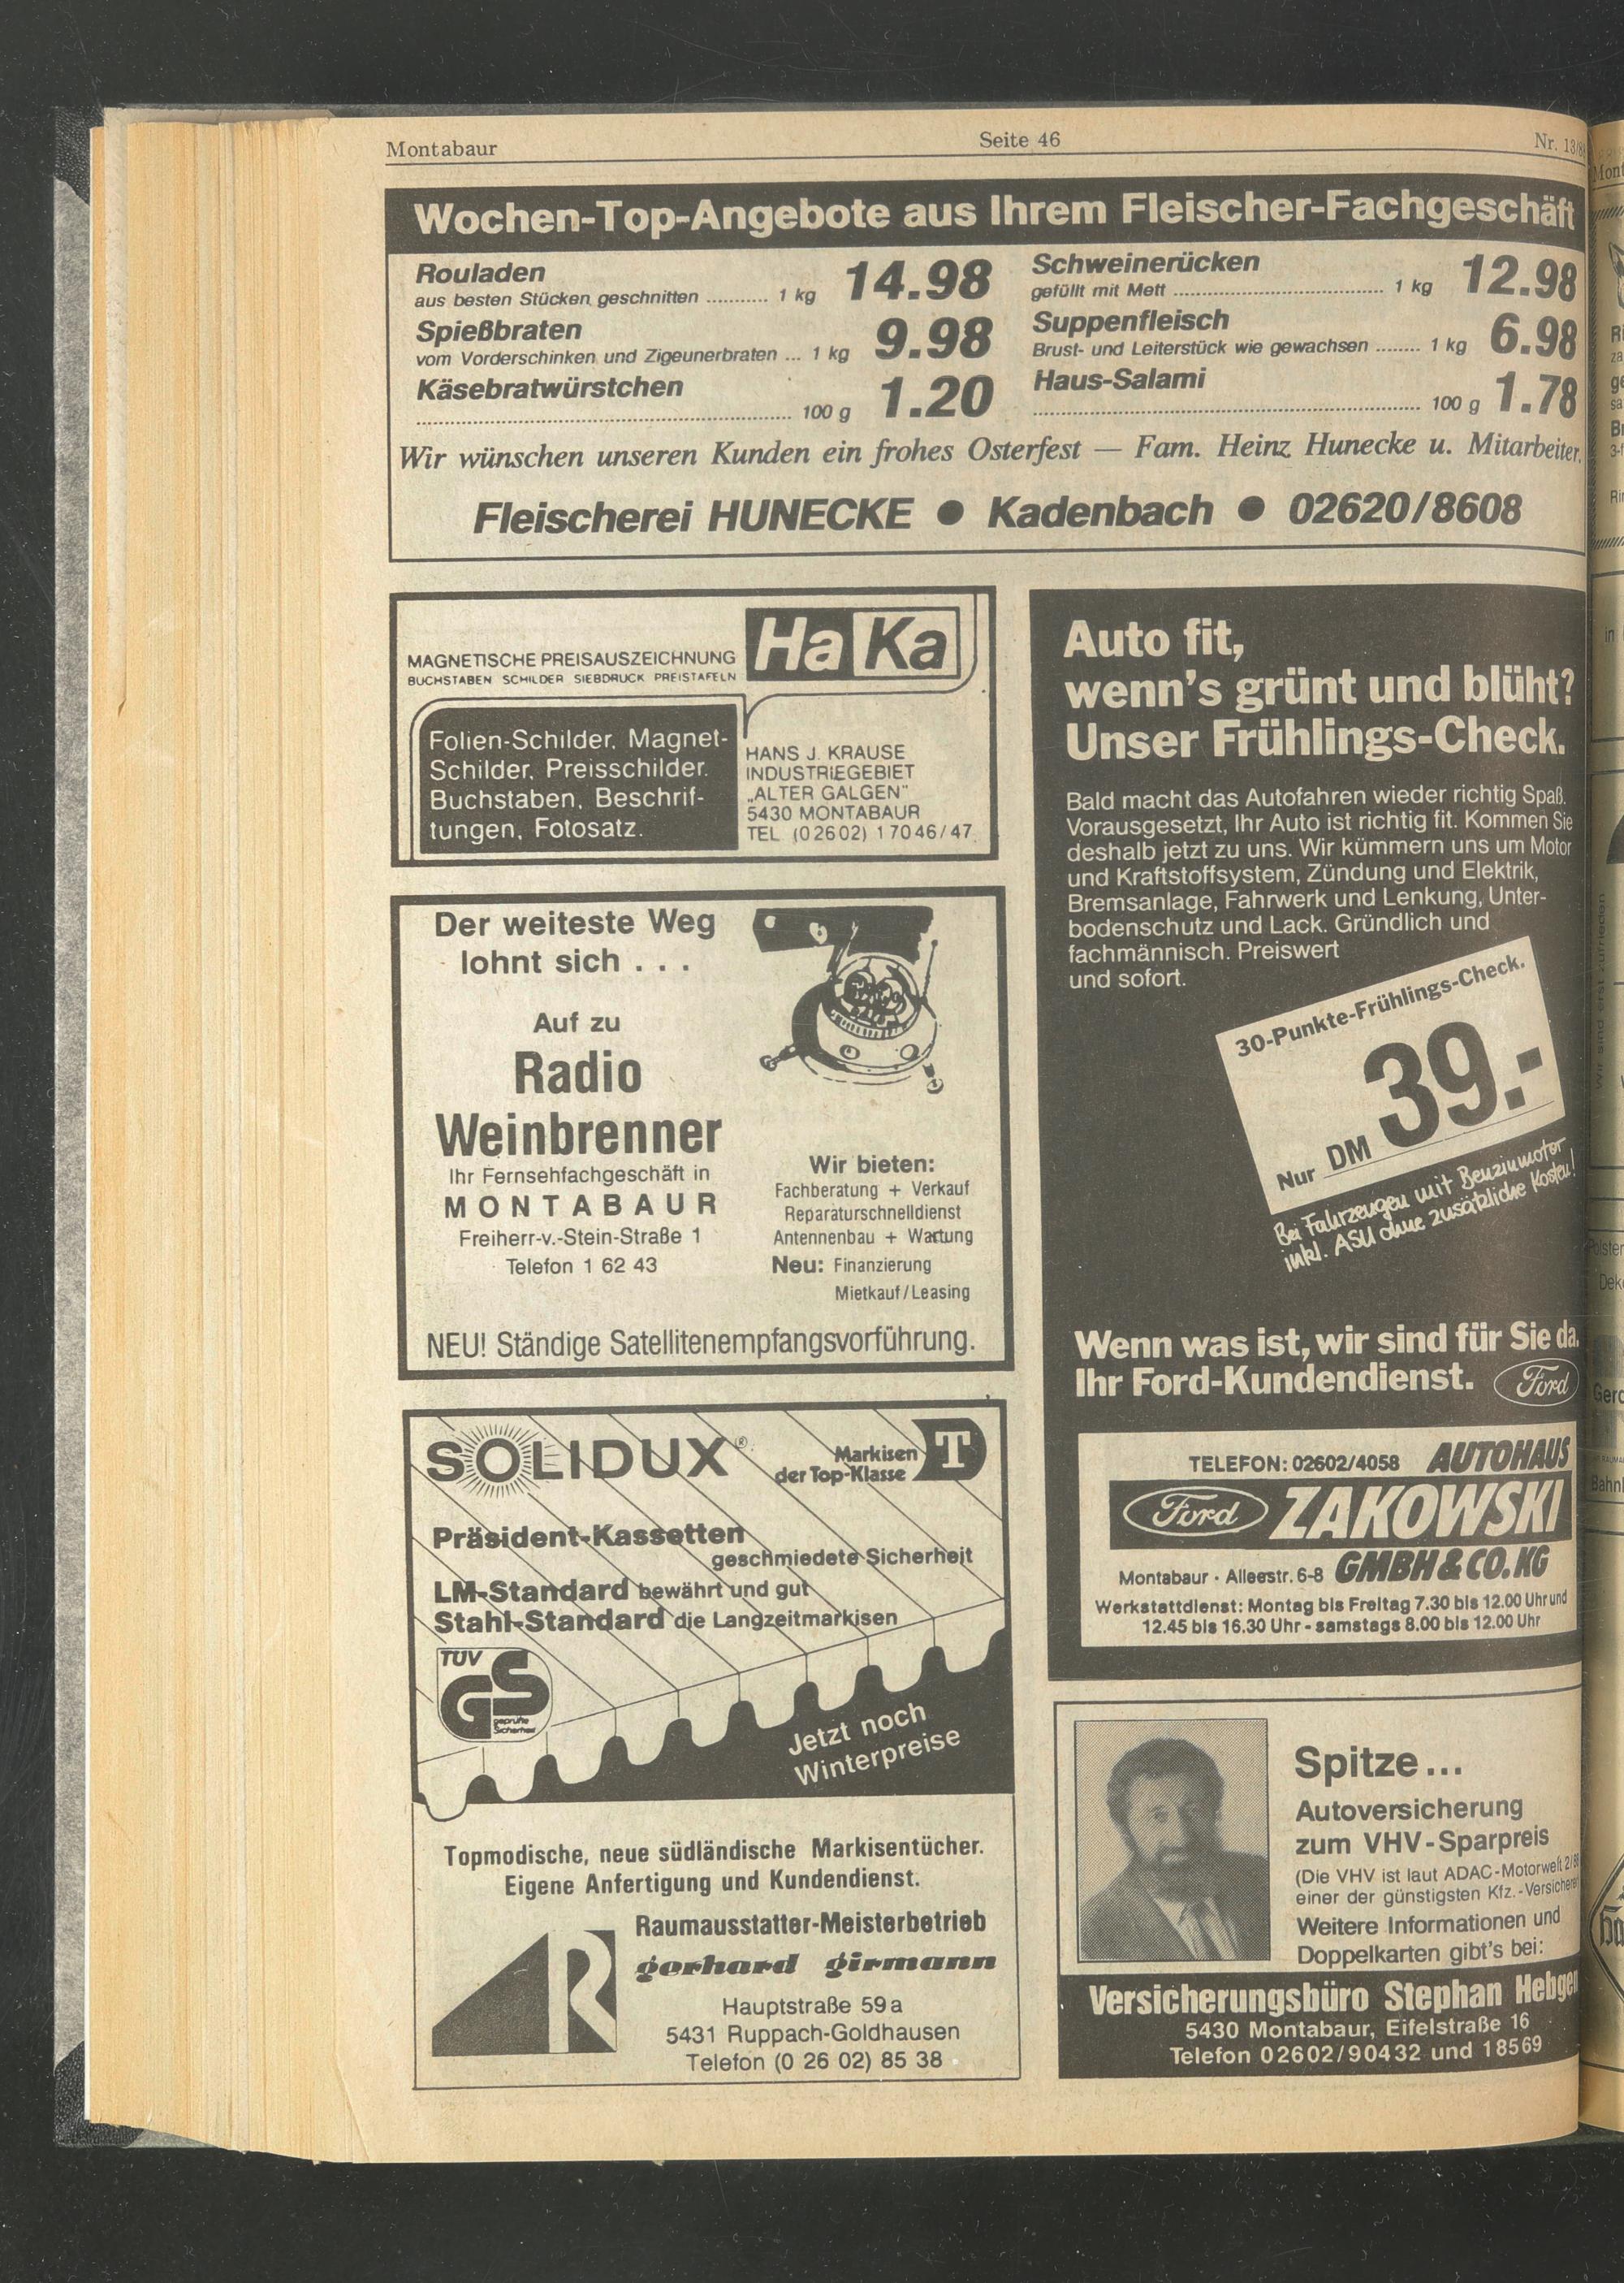 Montabaur
Seite 46
Nr. 13/
Wochen-Top-Angebote aus Ihrem Fleischer-Fachgeschäft
Rouladen
aus besten Stücken geschnitten ........... 1 kg 14.98
Spießbraten
vom Vorderschinken und Zigeunerbraten ... 1 kg 9.98
Käsebratwürstchen
100 g 1.20
Schweinerücken
gefüllt mit Mett ................................... 1 kg 12.98
Suppenfleisch
Brust- und Leiterstück wie gewachsen ........ 1 kg 6.98
Haus-Salami
100 g 1.78
Wir wünschen unseren Kunden ein frohes Osterfest — Fam. Heinz Hunecke u. Mitarbeiter.
Fleischerei HUNECKE ● Kadenbach ● 02620/8608
HaKa
MAGNETISCHE PREISAUSZEICHNUNG
BUCHSTABEN SCHILDER SIEBDRUCK PREISTAFELN
Folien-Schilder, Magnet-
Schilder, Preisschilder.
Buchstaben, Beschrif-
tungen, Fotosatz.
HANS J. KRAUSE
INDUSTRIEGEBIET
„ALTER GALGEN"
5430 MONTABAUR
TEL (02602) 17046/47
Der weiteste Weg
lohnt sich . . .
Auf zu
Radio
Weinbrenner
Ihr Fernsehfachgeschäft in
MONTABAUR
Freiherr-v.-Stein-Straße 1
Telefon 1 62 43
Wir bieten:
Fachberatung + Verkauf
Reparaturschnelldienst
Antennenbau + Wartung
Neu: Finanzierung
Mietkauf/Leasing
NEU! Ständige Satellitenempfangsvorführung.
SOLIDUX®
Markisen
der Top-Klasse
T
Präsident-Kassetten
geschmiedete Sicherheit
LM-Standard bewährt und gut
Stahl-Standard die Langzeitmarkisen
TÜV
GS
geprüfte
Sicherheit
Jetzt noch
Winterpreise
Topmodische, neue südländische Markisentücher.
Eigene Anfertigung und Kundendienst.
R
Raumausstatter-Meisterbetrieb
gerhard girmann
Hauptstraße 59a
5431 Ruppach-Goldhausen
Telefon (0 26 02) 85 38
Auto fit,
wenn's grünt und blüht?
Unser Frühlings-Check.
Bald macht das Autofahren wieder richtig Spaß.
Vorausgesetzt, Ihr Auto ist richtig fit. Kommen Sie
deshalb jetzt zu uns. Wir kümmern uns um Motor
und Kraftstoffsystem, Zündung und Elektrik,
Bremsanlage, Fahrwerk und Lenkung, Unter-
bodenschutz und Lack. Gründlich und
fachmännisch. Preiswert
und sofort.
30-Punkte-Frühlings-Check.
Nur DM 39.-
Bei Fahrzeugen mit Benzinmotor
inkl. ASU ohne zusätzliche Kosten!
Wenn was ist, wir sind für Sie da.
Ihr Ford-Kundendienst. Ford
TELEFON: 02602/4058 AUTOHAUS
Ford ZAKOWSKI
Montabaur · Alleestr. 6-8 GMBH & CO. KG
Werkstattdienst: Montag bis Freitag 7.30 bis 12.00 Uhr und
12.45 bis 16.30 Uhr - samstags 8.00 bis 12.00 Uhr
Spitze...
Autoversicherung
zum VHV-Sparpreis
(Die VHV ist laut ADAC-Motorwelt 2/
einer der günstigsten Kfz.-Versicherer
Weitere Informationen und
Doppelkarten gibt's bei:
Versicherungsbüro Stephan Hebgen
5430 Montabaur, Eifelstraße 16
Telefon 02602/90432 und 18569